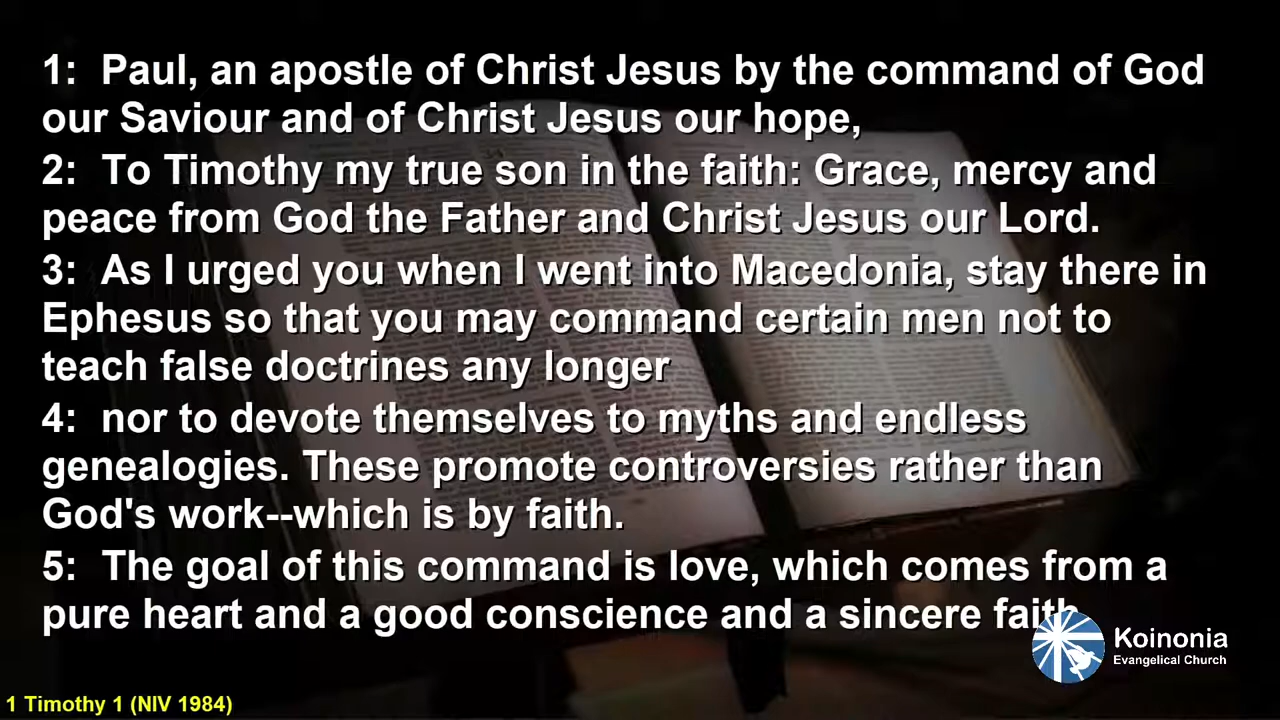 1: Paul, an apostle of Christ Jesus by the command of God
our Saviour and of Christ Jesus our hope,
2: To Timothy my true son in the faith: Grace, mercy and
peace from God the Father and Christ Jesus our Lord.
3: As I urged you when I went into Macedonia, stay there in
Ephesus so that you may command certain men not to
teach false doctrines any longer
4: nor to devote themselves to myths and endless
genealogies. These promote controversies rather than
God's work--which is by faith.
5: The goal of this command is love, which comes from a
pure heart and a good conscience and a sincere faith
Koinonia
Evangelical Church
1 Timothy 1 (NIV 1984)